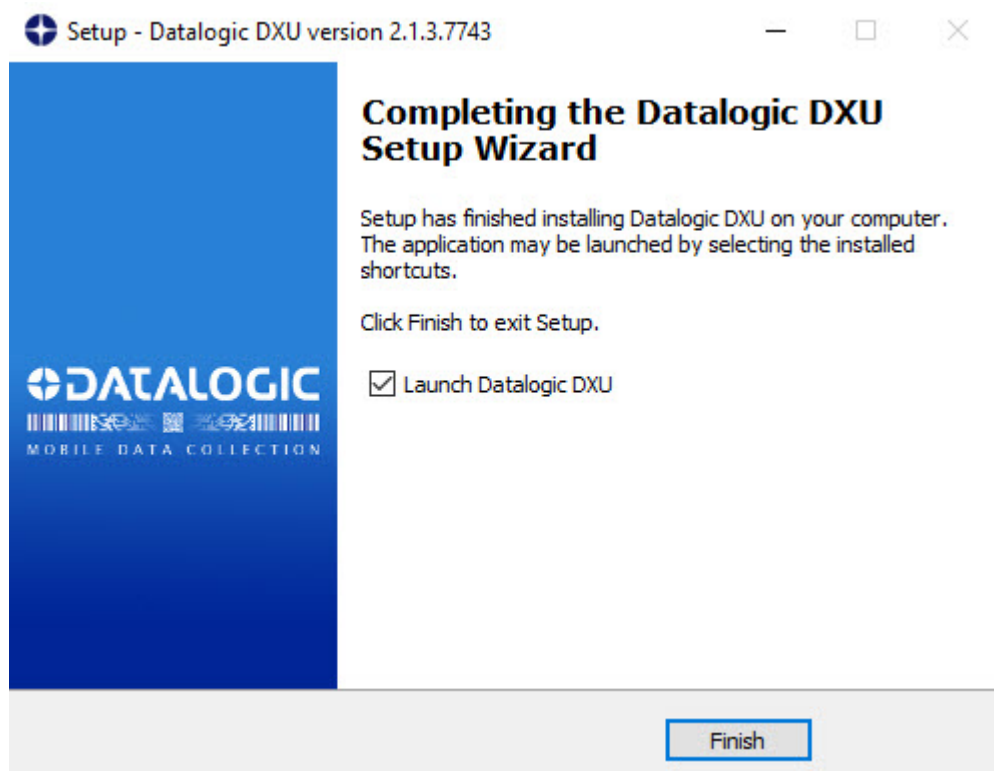 Setup - Datalogic DXU version 2.1.3.7743
Completing the Datalogic DXU
Setup Wizard
Setup has finished installing Datalogic DXU on your computer.
The application may be launched by selecting the installed
shortcuts.
Click Finish to exit Setup.
Launch Datalogic DXU
DATALOGIC
MOBILE DATA COLLECTION
Finish